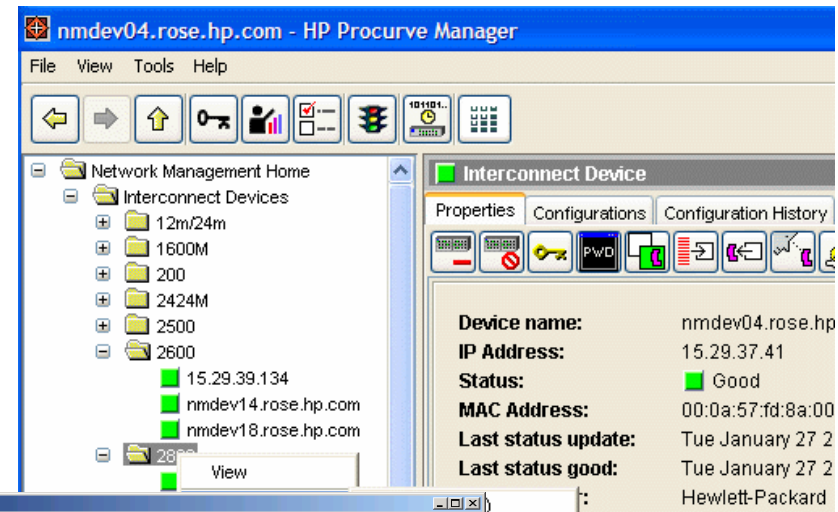 nmdev04.rose.hp.com - HP Procurve Manager
File View Tools Help
Network Management Home
Interconnect Devices
12m/24m
1600M
200
2424M
2500
2600
15.29.39.134
nmdev14.rose.hp.com
nmdev18.rose.hp.com
View
Interconnect Device
Properties Configurations Configuration History
PWD
Device name: nmdev04.rose.hp
IP Address: 15.29.37.41
Status: Good
MAC Address: 00:0a:57:fd:8a:00
Last status update: Tue January 27 2
Last status good: Tue January 27 2
Hewlett-Packard